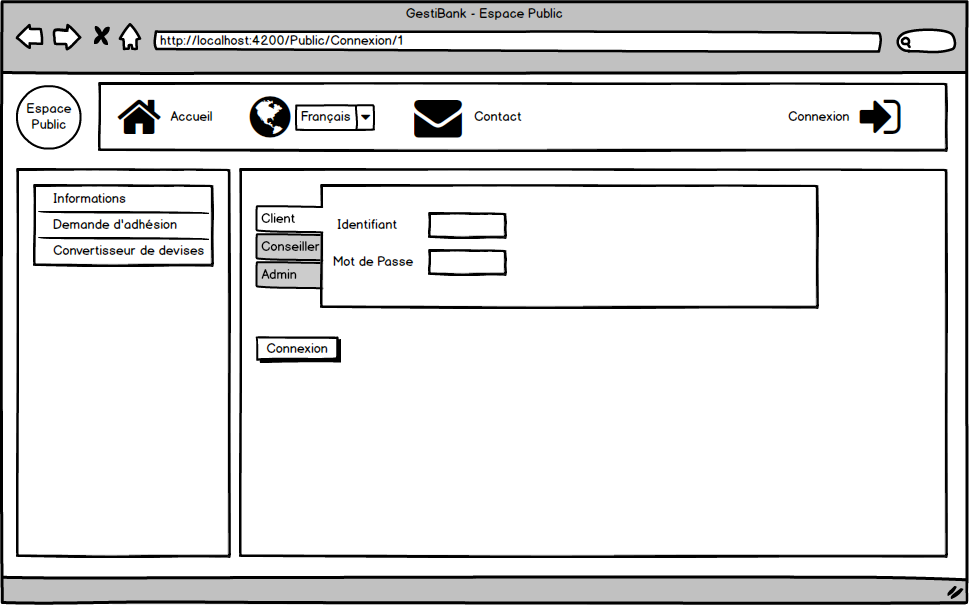 GestiBank - Espace Public
http://localhost:4200/Public/Connexion/1
Espace
Public
Accueil
Français
Contact
Connexion
Informations
Demande d'adhésion
Convertisseur de devises
Client
Conseiller
Admin
Identifiant
Mot de Passe
Connexion